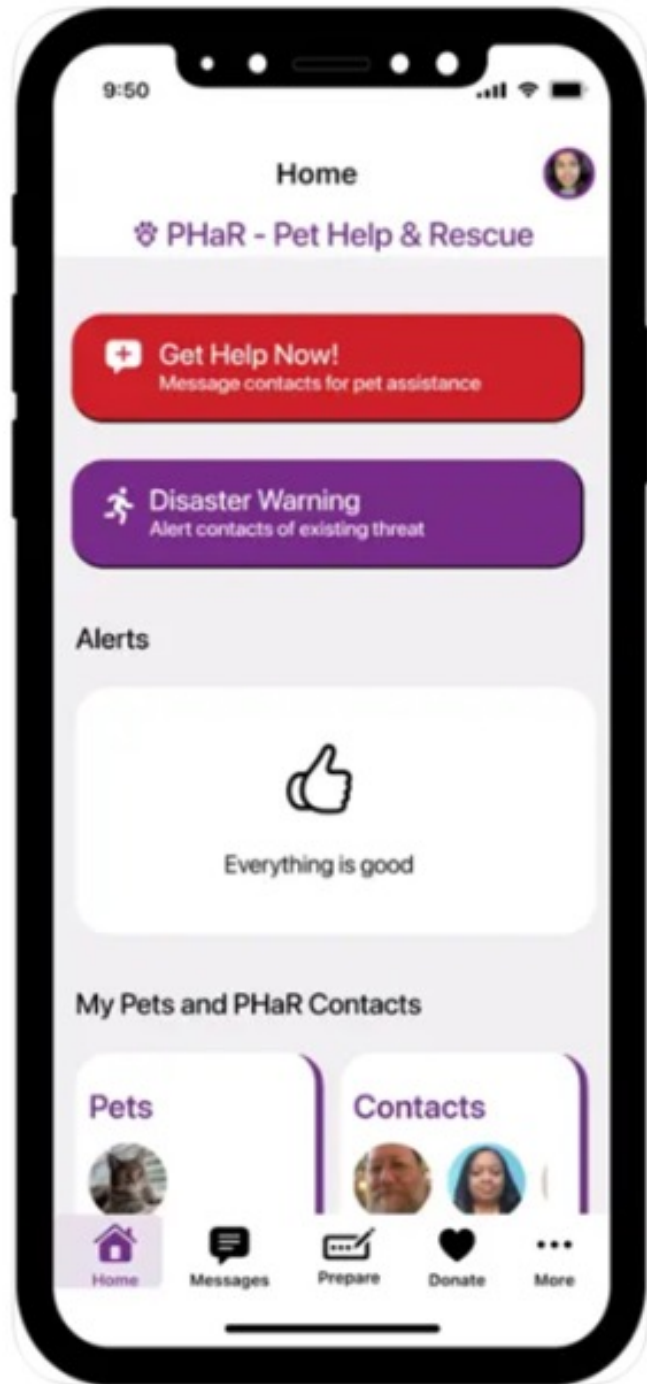 9:50
Home
PHaR - Pet Help & Rescue
Get Help Now!
Message contacts for pet assistance
Disaster Warning
Alert contacts of existing threat
Alerts
Everything is good
My Pets and PHaR Contacts
Pets
Contacts
Home
Messages
Prepare
Donate
More